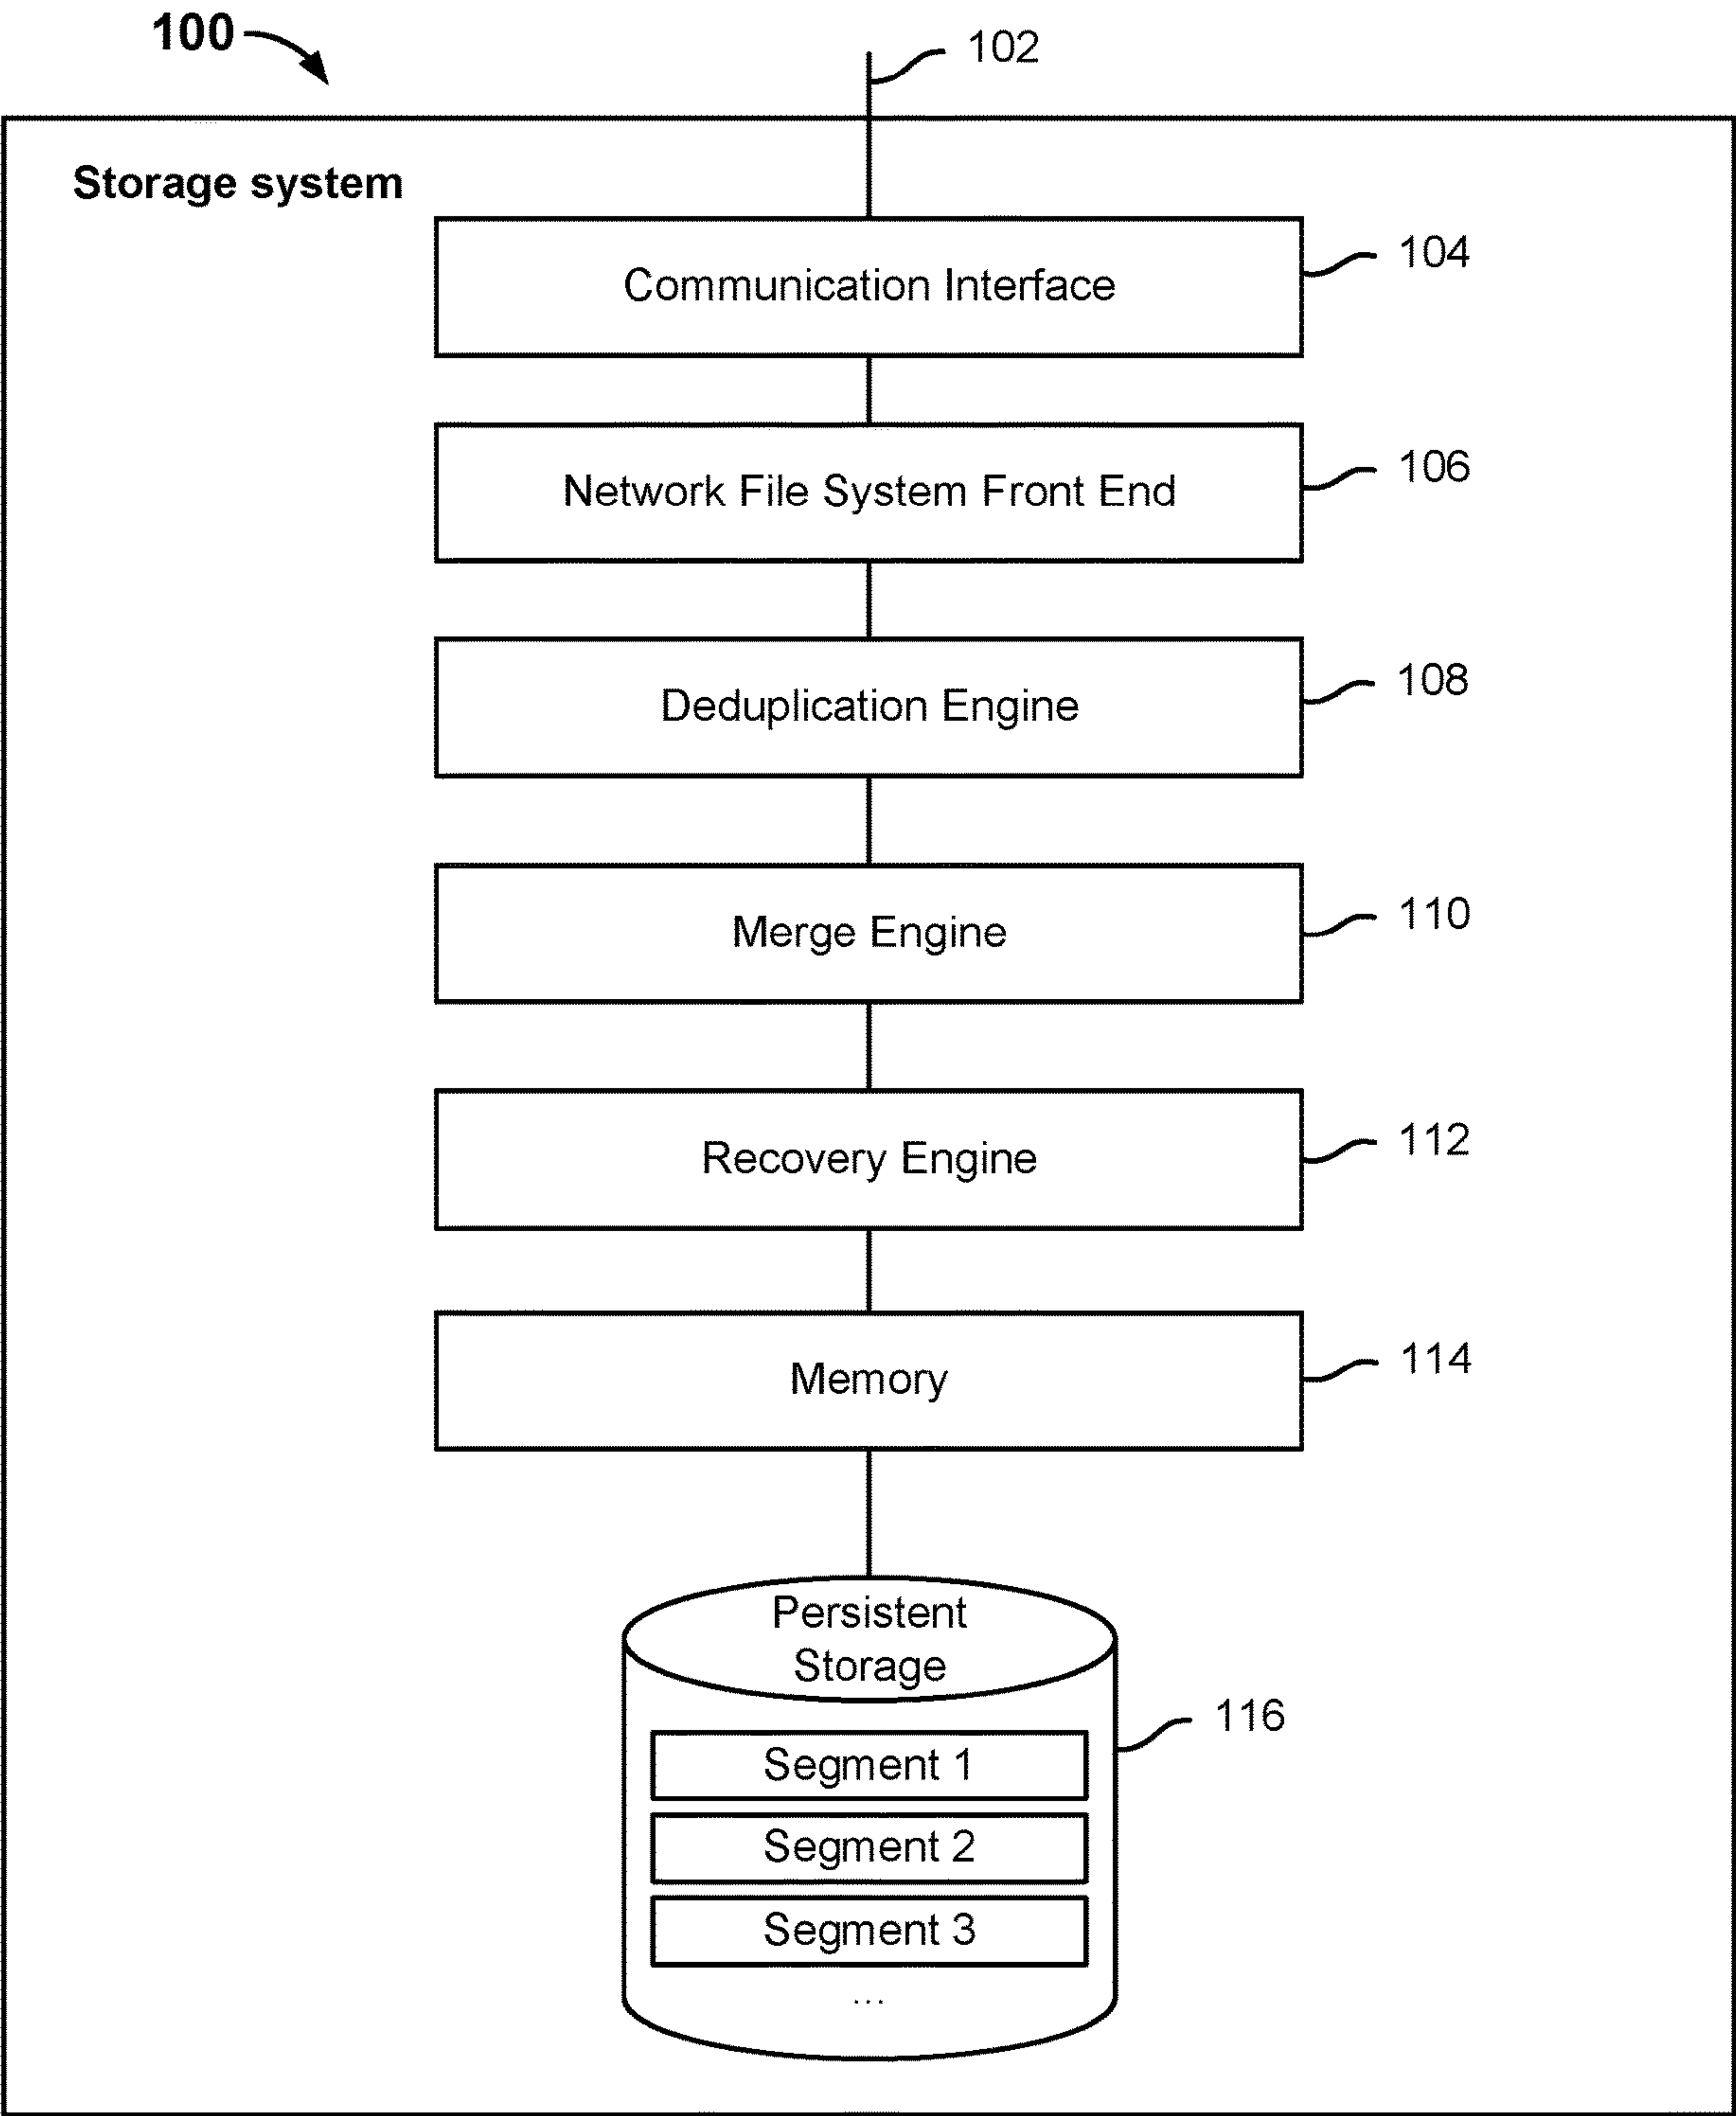 100
102
Storage system
Communication Interface
104
Network File System Front End
106
Deduplication Engine
108
Merge Engine
110
Recovery Engine
112
Memory
114
Persistent
Storage
116
Segment 1
Segment 2
Segment 3
...